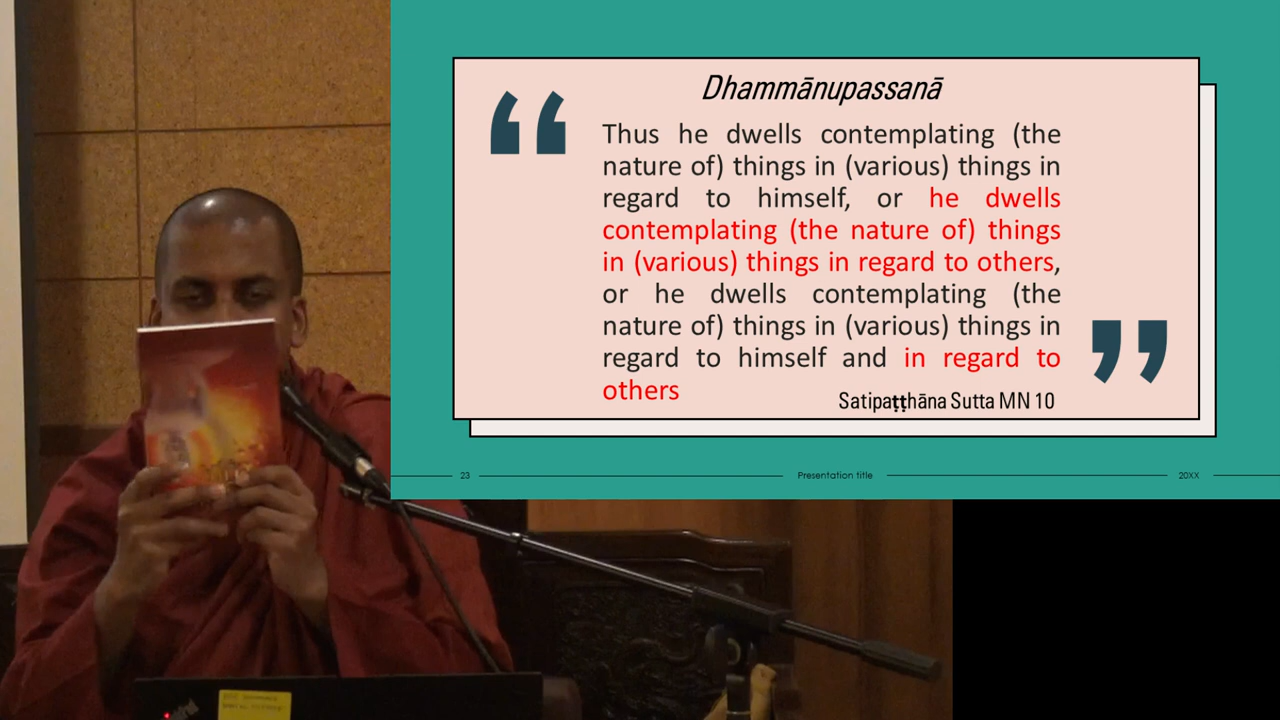 Dhammānupassanā
“
Thus he dwells contemplating (the
nature of) things in (various) things in
regard to himself, or he dwells
contemplating (the nature of) things
in (various) things in regard to others,
or he dwells contemplating (the
nature of) things in (various) things in
regard to himself and in regard to
others
”
Satipaṭṭhāna Sutta MN 10
23
Presentation title
20XX